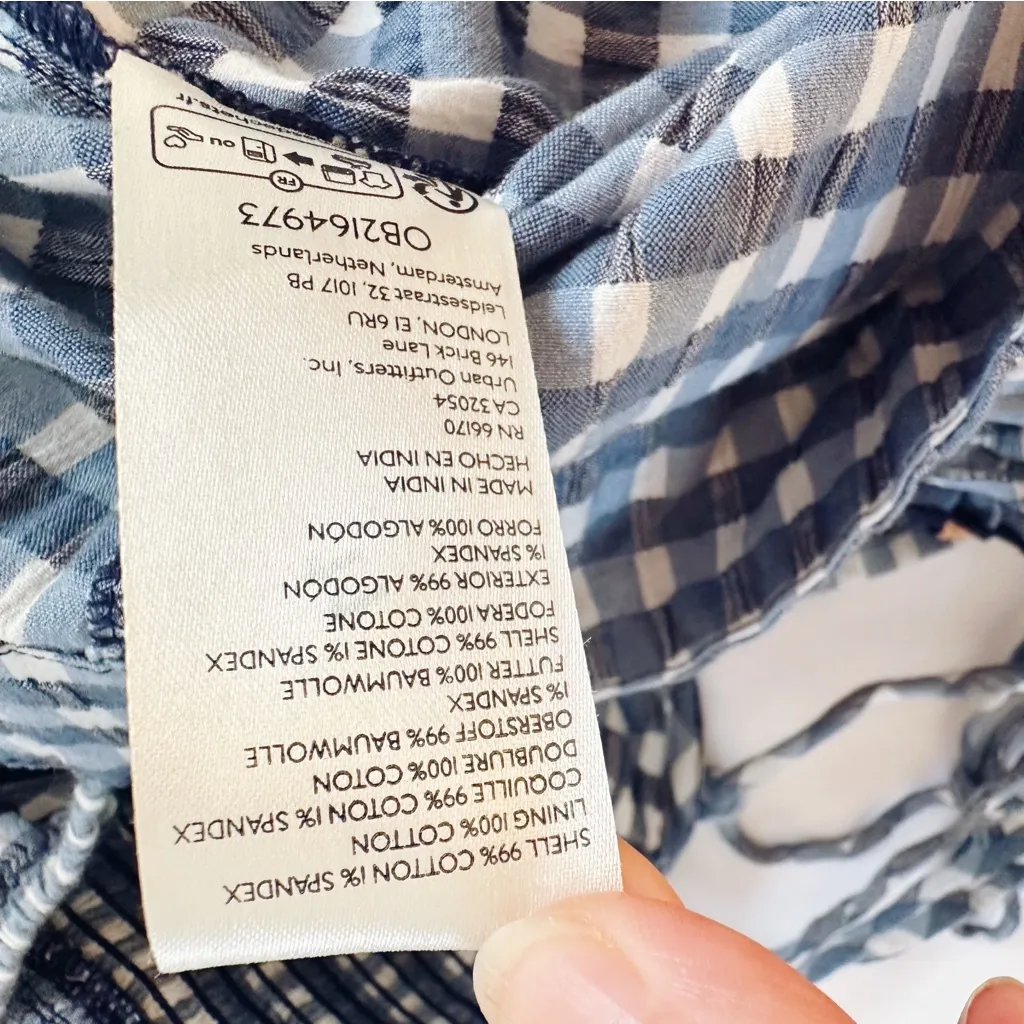 SHELL 99% COTTON 1% SPANDEX
LINING 100% COTTON
COQUILLE 99% COTON 1% SPANDEX
DOUBLURE 100% COTON
OBERSTOFF 99% BAUMWOLLE
1% SPANDEX
FUTTER 100% BAUMWOLLE
SHELL 99% COTONE 1% SPANDEX
FODERA 100% COTONE
EXTERIOR 99% ALGODÓN
1% SPANDEX
FORRO 100% ALGODÓN
MADE IN INDIA
HECHO EN INDIA
RN 66170
CA 32054
Urban Outfitters, Inc.
146 Brick Lane
LONDON, E1 6RU
Leidsestraat 32, 1017 PB
Amsterdam, Netherlands
OB2164973
FR
ou